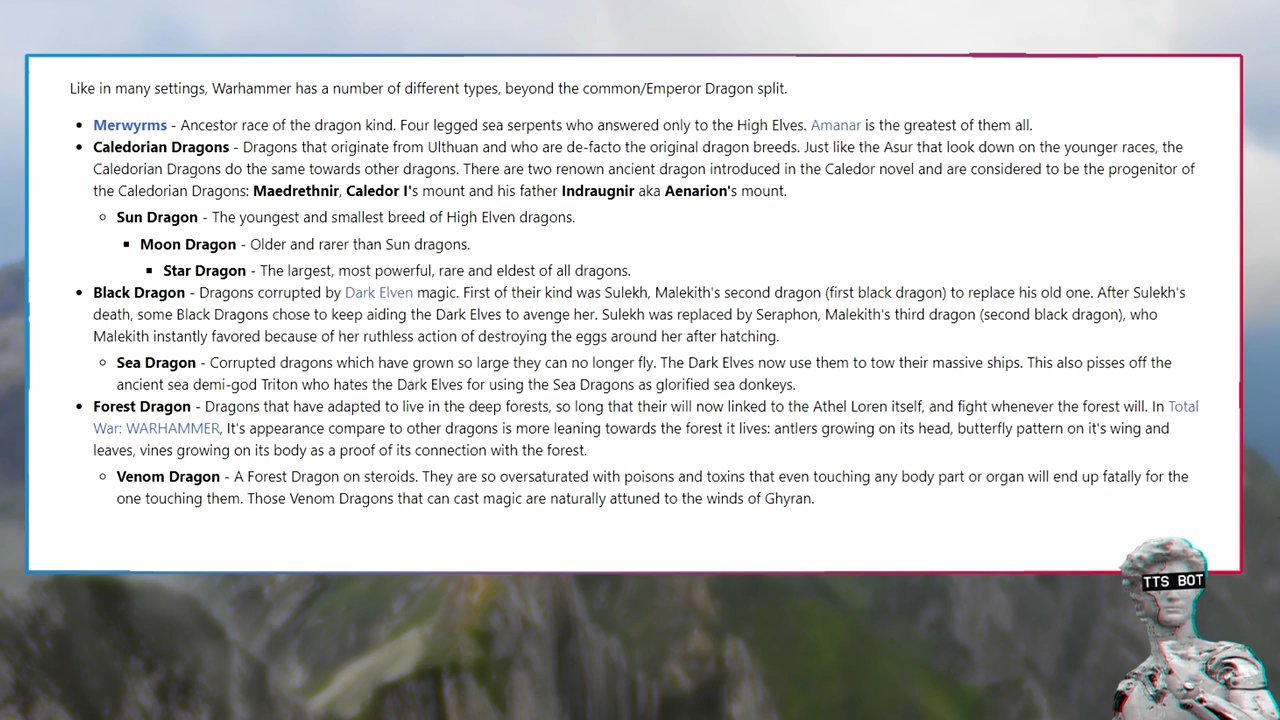 Like in many settings, Warhammer has a number of different types, beyond the common/Emperor Dragon split.
• Merwyrms - Ancestor race of the dragon kind. Four legged sea serpents who answered only to the High Elves. Amanar is the greatest of them all.
• Caledorian Dragons - Dragons that originate from Ulthuan and who are de-facto the original dragon breeds. Just like the Asur that look down on the younger races, the
Caledorian Dragons do the same towards other dragons. There are two renown ancient dragon introduced in the Caledor novel and are considered to be the progenitor of
the Caledorian Dragons: Maedrethnir, Caledor I's mount and his father Indraugnir aka Aenarion's mount.
◦ Sun Dragon - The youngest and smallest breed of High Elven dragons.
▪ Moon Dragon - Older and rarer than Sun dragons.
▪ Star Dragon - The largest, most powerful, rare and eldest of all dragons.
• Black Dragon - Dragons corrupted by Dark Elven magic. First of their kind was Sulekh, Malekith's second dragon (first black dragon) to replace his old one. After Sulekh's
death, some Black Dragons chose to keep aiding the Dark Elves to avenge her. Sulekh was replaced by Seraphon, Malekith's third dragon (second black dragon), who
Malekith instantly favored because of her ruthless action of destroying the eggs around her after hatching.
◦ Sea Dragon - Corrupted dragons which have grown so large they can no longer fly. The Dark Elves now use them to tow their massive ships. This also pisses off the
ancient sea demi-god Triton who hates the Dark Elves for using the Sea Dragons as glorified sea donkeys.
• Forest Dragon - Dragons that have adapted to live in the deep forests, so long that their will now linked to the Athel Loren itself, and fight whenever the forest will. In Total
War: WARHAMMER, It's appearance compare to other dragons is more leaning towards the forest it lives: antlers growing on its head, butterfly pattern on it's wing and
leaves, vines growing on its body as a proof of its connection with the forest.
◦ Venom Dragon - A Forest Dragon on steroids. They are so oversaturated with poisons and toxins that even touching any body part or organ will end up fatally for the
one touching them. Those Venom Dragons that can cast magic are naturally attuned to the winds of Ghyran.
TTS BOT